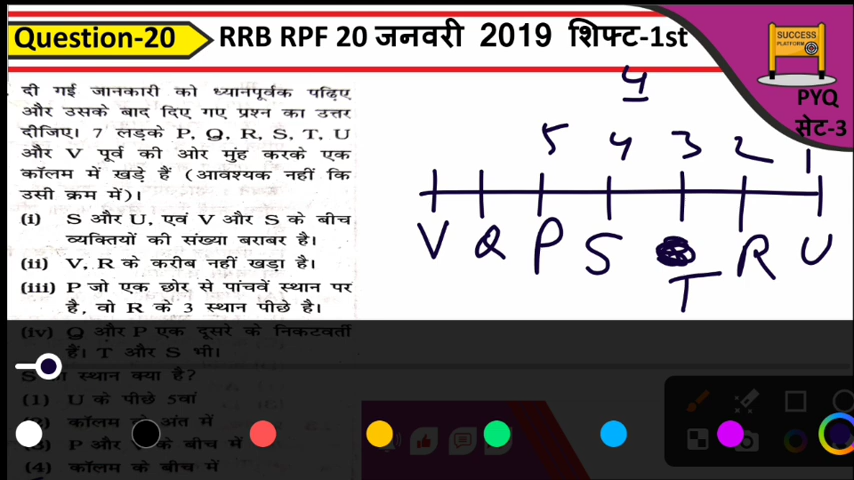 Question-20
RRB RPF 20 जनवरी 2019 शिफ्ट-1st
SUCCESS
PLATFORM
PYQ
सेट-3
दी गई जानकारी को ध्यानपूर्वक पढ़िए
और उसके बाद दिए गए प्रश्न का उत्तर
दीजिए। 7 लड़के P, Q, R, S, T, U
और V पूर्व की ओर मुंह करके एक
कॉलम में खड़े हैं (आवश्यक नहीं कि
उसी क्रम में)।
(i) S और U, एवं V और S के बीच
व्यक्तियों की संख्या बराबर है।
(ii) V, R के करीब नहीं खड़ा है।
(iii) P जो एक छोर से पांचवें स्थान पर
है, वो R के 3 स्थान पीछे है।
(iv) Q और P एक दूसरे के निकटवर्ती
हैं। T और S भी।
S का स्थान क्या है?
(1) U के पीछे 5वां
(2) कॉलम के अंत में
(3) P और के बीच में
(4) कॉलम के बीच में
4
5 4 3 2 1
V Q P S R U
T